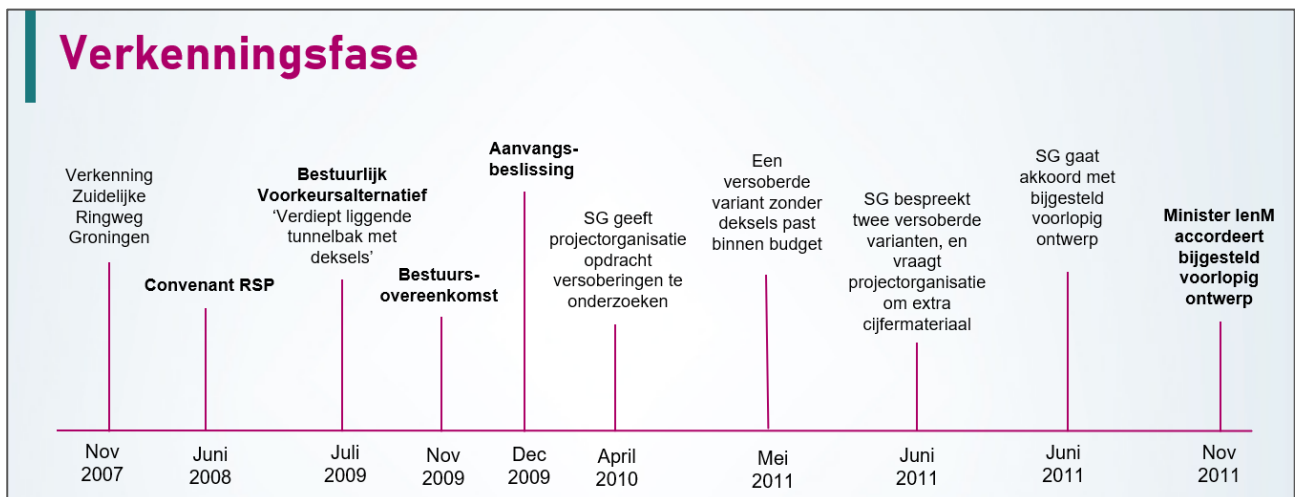 Verkenningsfase
Verkenning
Zuidelijke
Ringweg
Groningen
Nov
2007
Convenant RSP
Juni
2008
Bestuurlijk
Voorkeursalternatief
‘Verdiept liggende
tunnelbak met
deksels’
Juli
2009
Bestuurs-
overeenkomst
Nov
2009
Aanvangs-
beslissing
Dec
2009
SG geeft
projectorganisatie
opdracht
versoberingen te
onderzoeken
April
2010
Een
versoberde
variant zonder
deksels past
binnen budget
Mei
2011
SG bespreekt
twee versoberde
varianten, en
vraagt
projectorganisatie
om extra
cijfermateriaal
Juni
2011
SG gaat
akkoord met
bijgesteld
voorlopig
ontwerp
Juni
2011
Minister IenM
accordeert
bijgesteld
voorlopig
ontwerp
Nov
2011